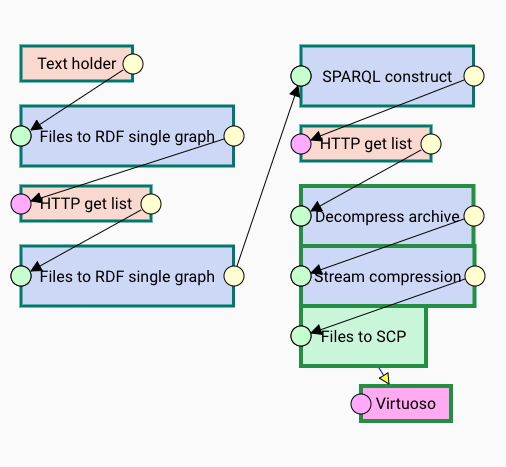 Text holder
Files to RDF single graph
HTTP get list
Files to RDF single graph
SPARQL construct
HTTP get list
Decompress archive
Stream compression
Files to SCP
Virtuoso